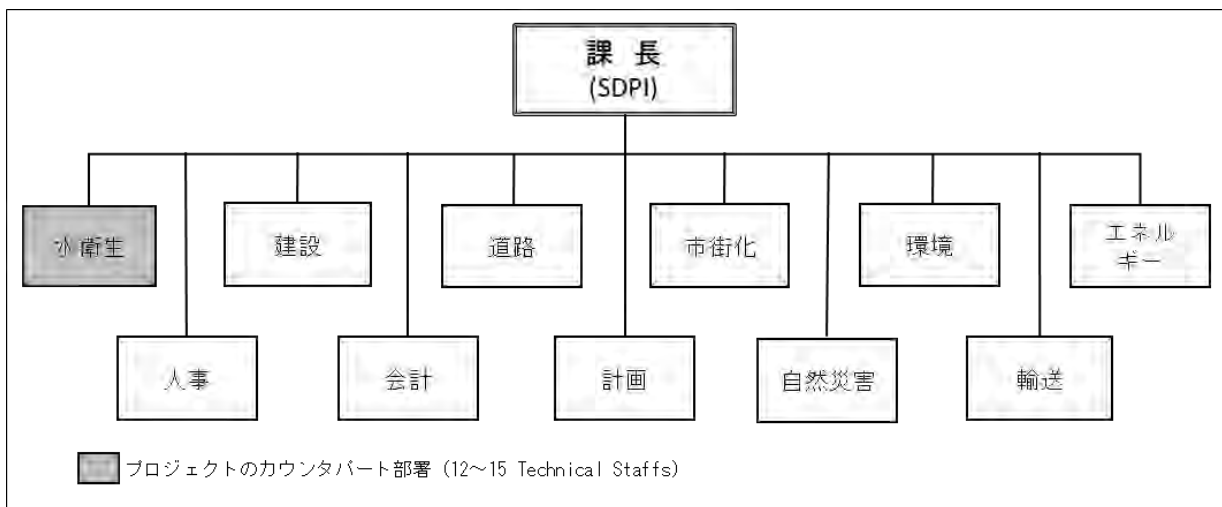 課 長
(SDPI)
水衛生
建設
道路
市街化
環境
エネル
ギー
人事
会計
計画
自然災害
輸送
プロジェクトのカウンタパート部署 (12～15 Technical Staffs)